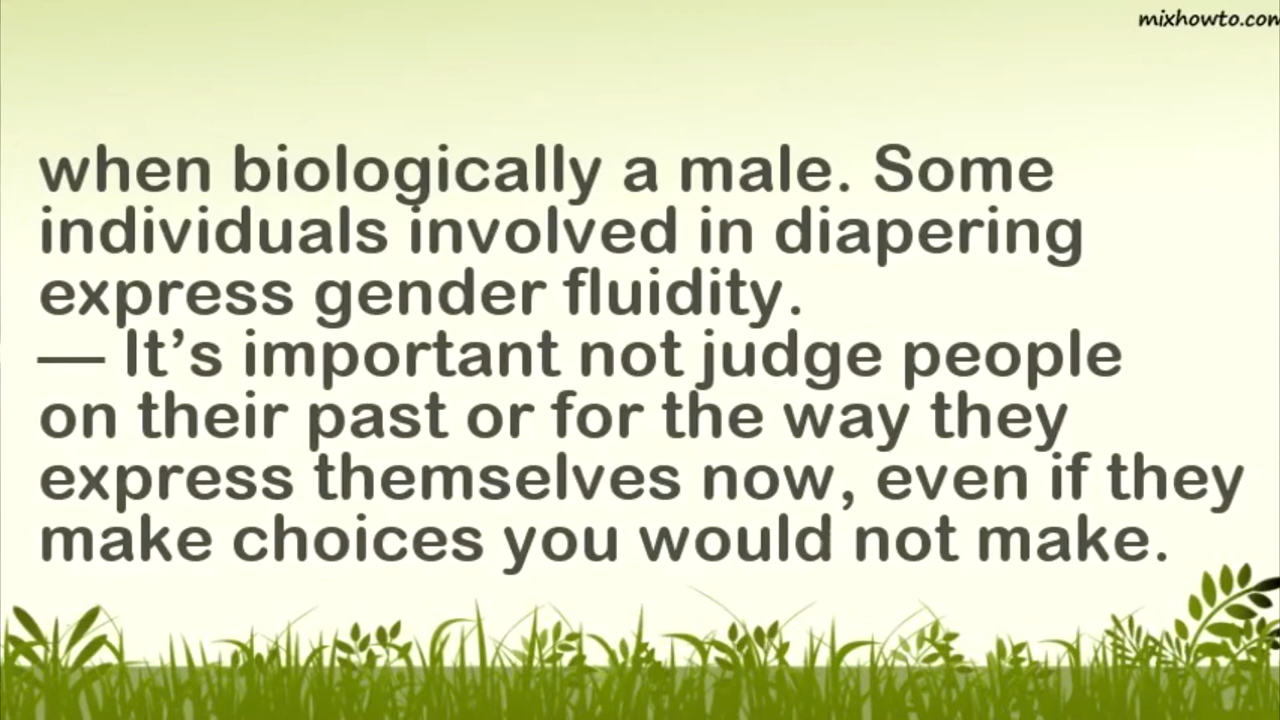 mixhowto.com
when biologically a male. Some
individuals involved in diapering
express gender fluidity.
— It’s important not judge people
on their past or for the way they
express themselves now, even if they
make choices you would not make.